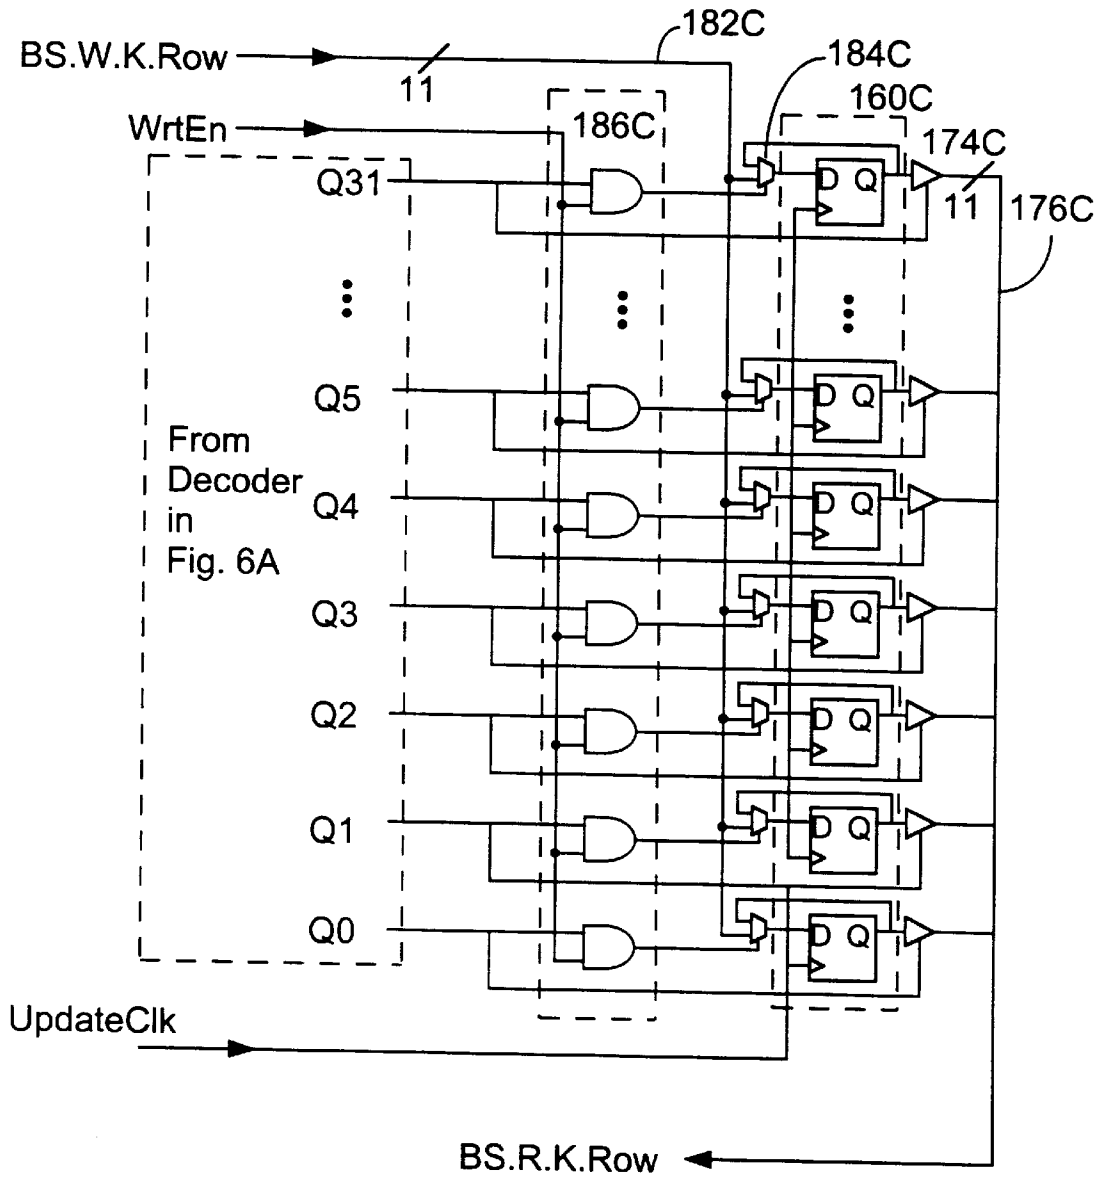 182C
BS.W.K.Row
11
184C
160C
WrtEn
186C
174C
Q31
D Q
11
176C
Q5
D Q
From
Decoder
in
Fig. 6A
Q4
D Q
Q3
D Q
Q2
D Q
Q1
D Q
Q0
D Q
UpdateClk
BS.R.K.Row